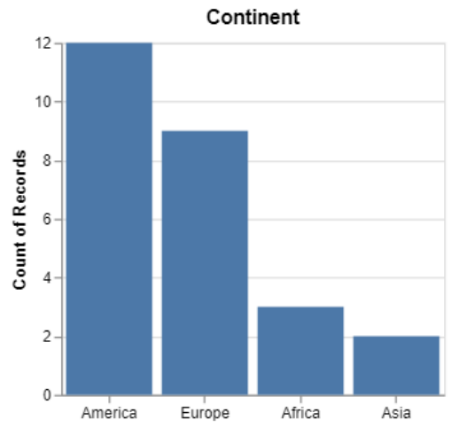 Continent
12
10
8
6
4
2
0
Count of Records
America
Europe
Africa
Asia